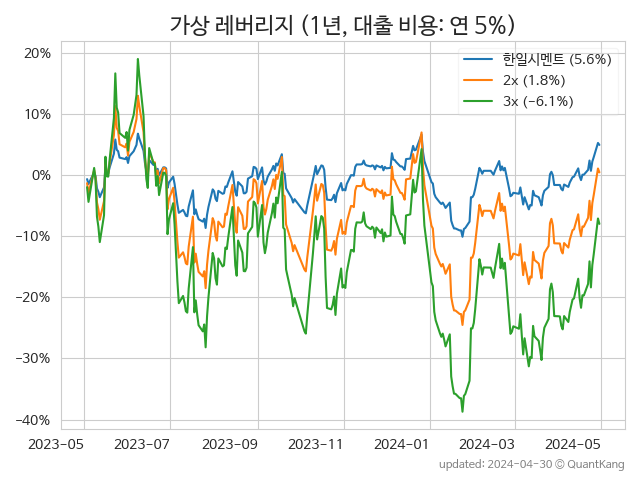 가상 레버리지 (1년, 대출 비용: 연 5%)
한일시멘트 (5.6%)
2x (1.8%)
3x (−6.1%)
20%
10%
0%
−10%
−20%
−30%
−40%
2023-05 2023-07 2023-09 2023-11 2024-01 2024-03 2024-05
updated: 2024-04-30 © QuantKang